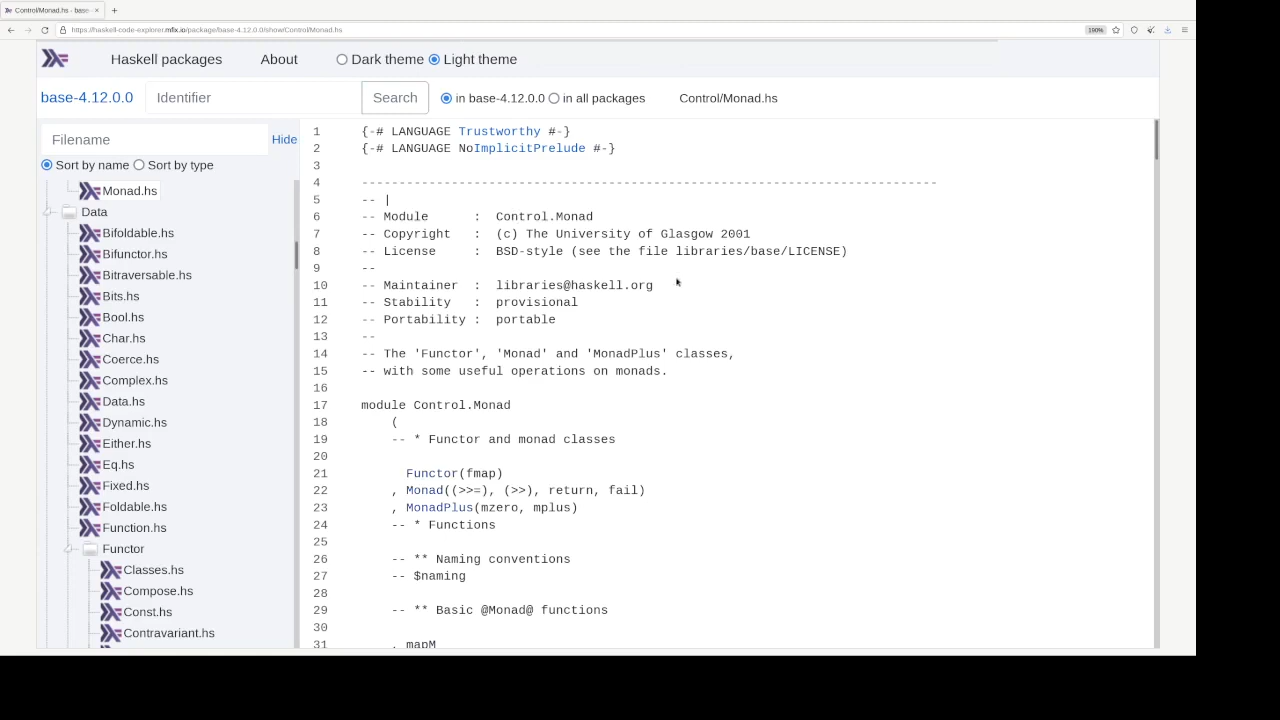 Control/Monad.hs - base-
https://haskell-code-explorer.mfix.io/package/base-4.12.0.0/show/Control/Monad.hs
190%
Haskell packages
About
Dark theme
Light theme
base-4.12.0.0
Identifier
Search
in base-4.12.0.0
in all packages
Control/Monad.hs
Filename
Hide
Sort by name
Sort by type
Monad.hs
Data
Bifoldable.hs
Bifunctor.hs
Bitraversable.hs
Bits.hs
Bool.hs
Char.hs
Coerce.hs
Complex.hs
Data.hs
Dynamic.hs
Either.hs
Eq.hs
Fixed.hs
Foldable.hs
Function.hs
Functor
Classes.hs
Compose.hs
Const.hs
Contravariant.hs
1 {-# LANGUAGE Trustworthy #-}
2 {-# LANGUAGE NoImplicitPrelude #-}
3
4 -----------------------------------------------------------------------------
5 -- |
6 -- Module      :  Control.Monad
7 -- Copyright   :  (c) The University of Glasgow 2001
8 -- License     :  BSD-style (see the file libraries/base/LICENSE)
9 --
10 -- Maintainer  :  libraries@haskell.org
11 -- Stability   :  provisional
12 -- Portability :  portable
13 --
14 -- The 'Functor', 'Monad' and 'MonadPlus' classes,
15 -- with some useful operations on monads.
16
17 module Control.Monad
18     (
19     -- * Functor and monad classes
20
21       Functor(fmap)
22     , Monad((>>=), (>>), return, fail)
23     , MonadPlus(mzero, mplus)
24     -- * Functions
25
26     -- ** Naming conventions
27     -- $naming
28
29     -- ** Basic @Monad@ functions
30
31     , mapM